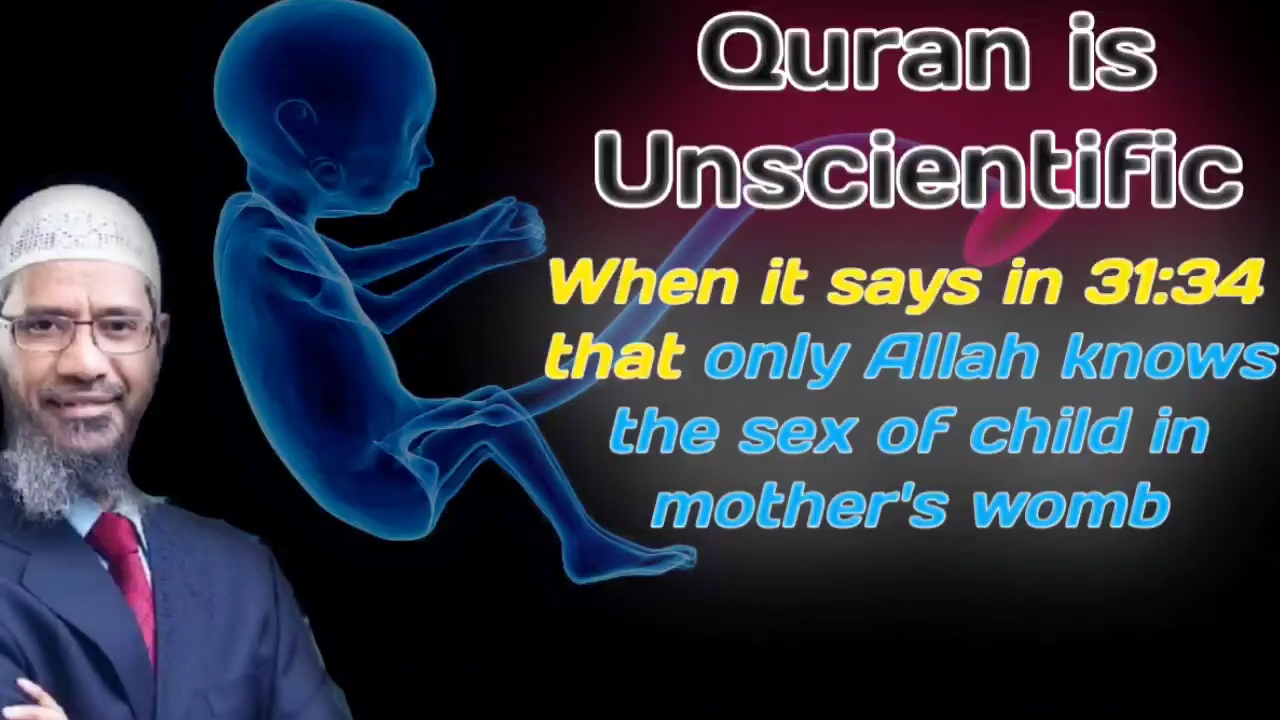 Quran is
Unscientific
When it says in 31:34
that only Allah knows
the sex of child in
mother's womb